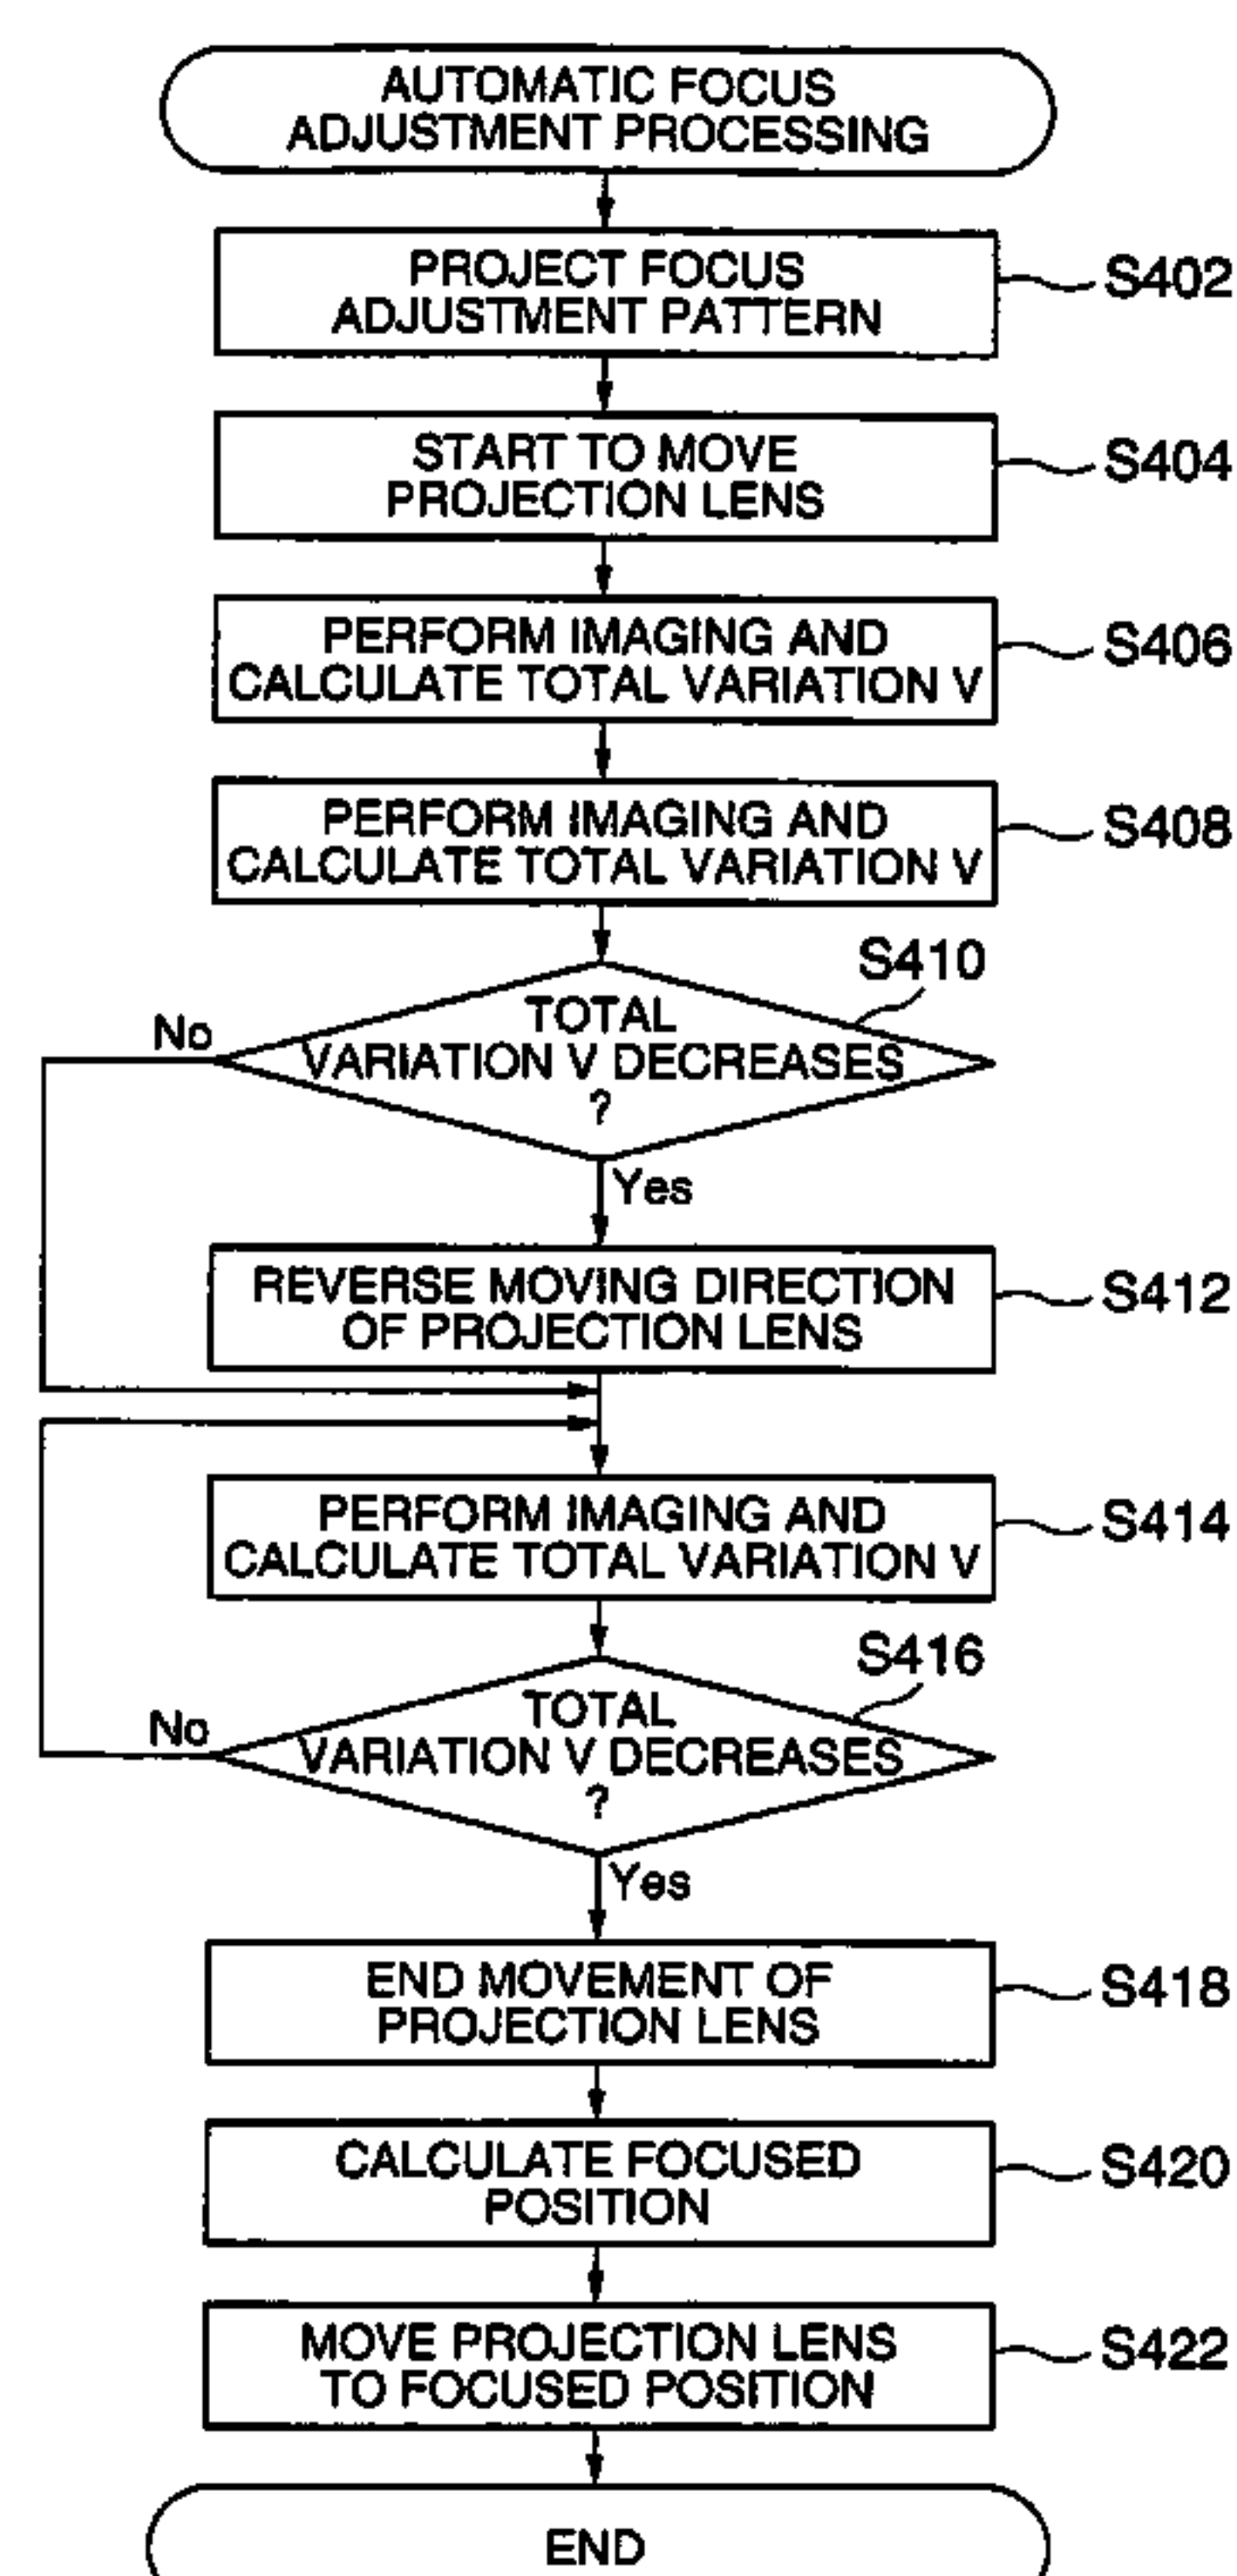 AUTOMATIC FOCUS
ADJUSTMENT PROCESSING
PROJECT FOCUS
ADJUSTMENT PATTERN
S402
START TO MOVE
PROJECTION LENS
S404
PERFORM IMAGING AND
CALCULATE TOTAL VARIATION V
S406
PERFORM IMAGING AND
CALCULATE TOTAL VARIATION V
S408
S410
TOTAL
VARIATION V DECREASES
?
No
Yes
REVERSE MOVING DIRECTION
OF PROJECTION LENS
S412
PERFORM IMAGING AND
CALCULATE TOTAL VARIATION V
S414
S416
TOTAL
VARIATION V DECREASES
?
No
Yes
END MOVEMENT OF
PROJECTION LENS
S418
CALCULATE FOCUSED
POSITION
S420
MOVE PROJECTION LENS
TO FOCUSED POSITION
S422
END